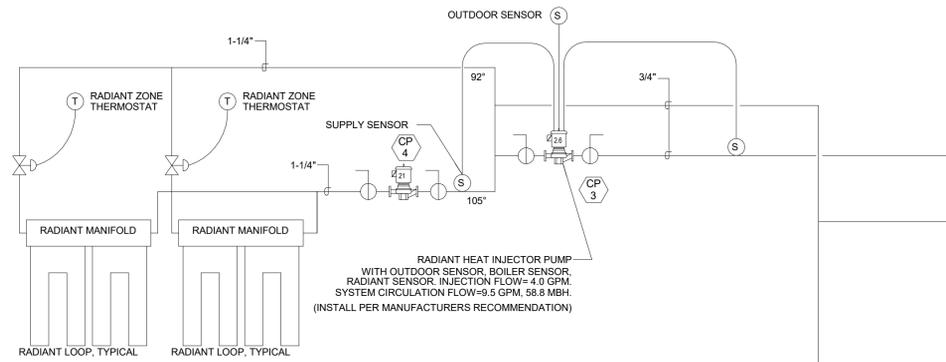 OUTDOOR SENSOR
S
1-1/4"
92°
3/4"
T
RADIANT ZONE
THERMOSTAT
T
RADIANT ZONE
THERMOSTAT
SUPPLY SENSOR
CP
4
2.6
S
1-1/4"
21
S
CP
3
105°
RADIANT MANIFOLD
RADIANT MANIFOLD
RADIANT HEAT INJECTOR PUMP
WITH OUTDOOR SENSOR, BOILER SENSOR,
RADIANT SENSOR. INJECTION FLOW= 4.0 GPM.
SYSTEM CIRCULATION FLOW=9.5 GPM, 58.8 MBH.
(INSTALL PER MANUFACTURERS RECOMMENDATION)
RADIANT LOOP, TYPICAL
RADIANT LOOP, TYPICAL